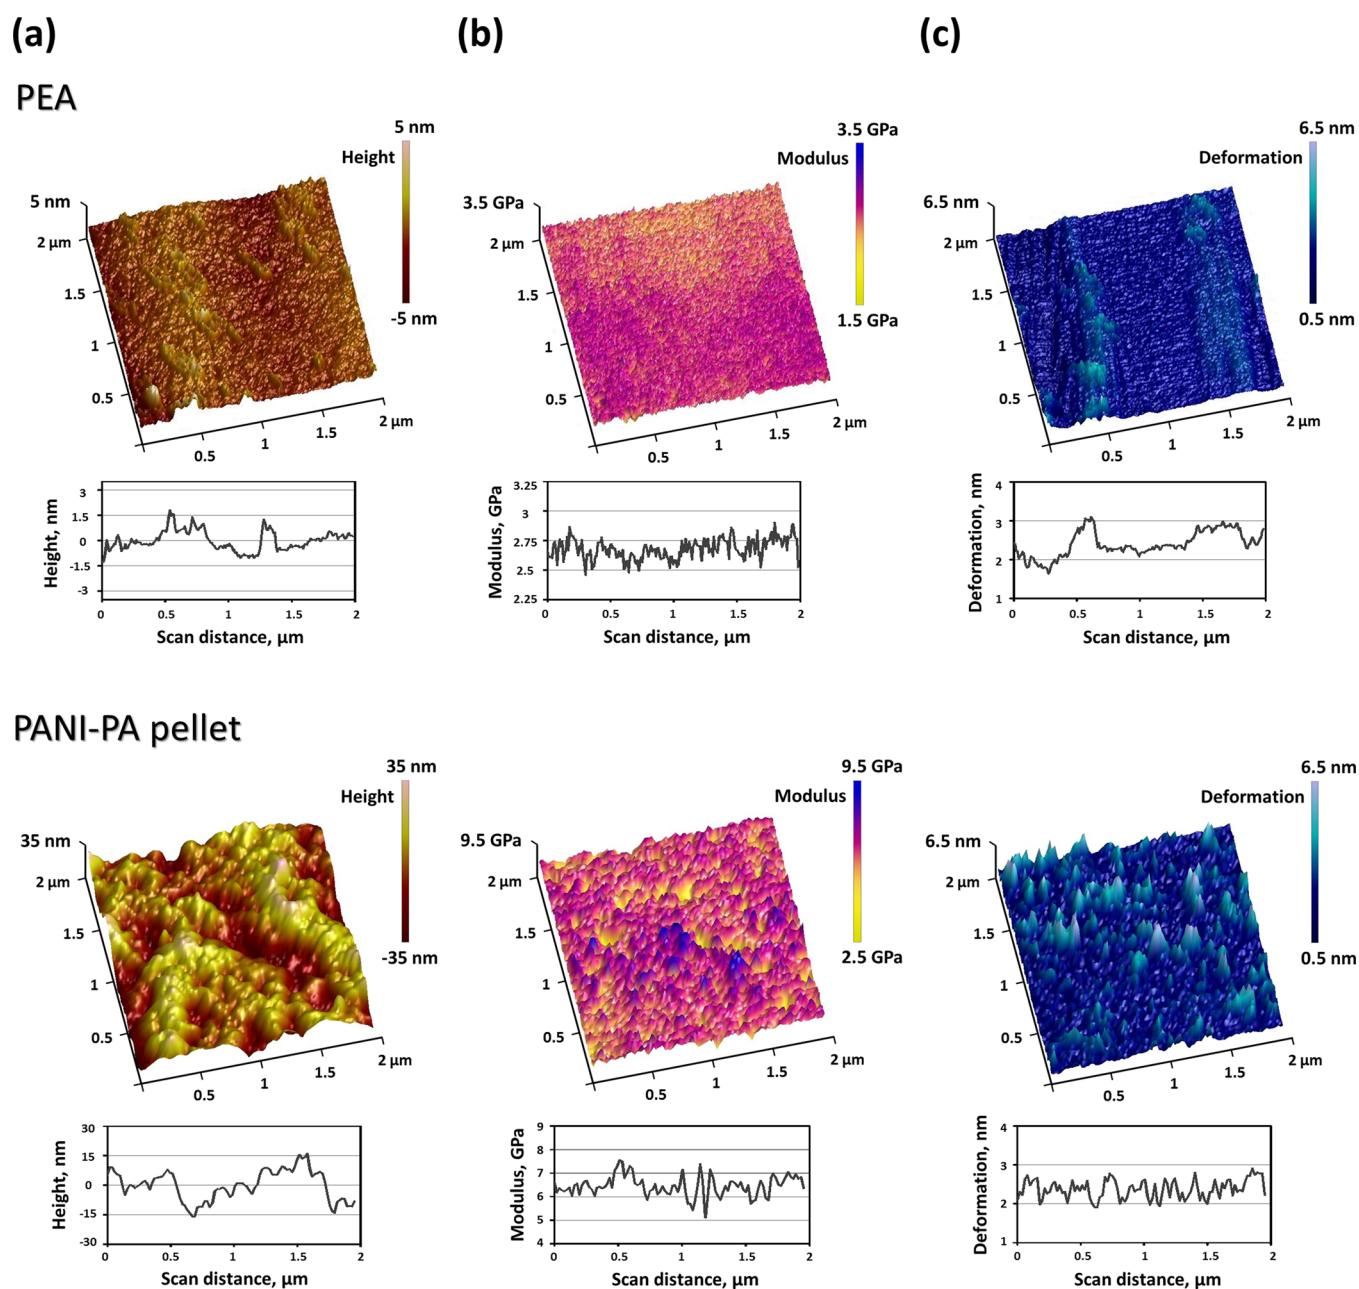 (a) (b) (c)
PEA
5 nm
Height
-5 nm
5 nm
2 µm
1.5
1
0.5
0.5
1
1.5
2 µm
3.5 GPa
Modulus
1.5 GPa
3.5 GPa
2 µm
1.5
1
0.5
0.5
1
1.5
2 µm
6.5 nm
Deformation
0.5 nm
6.5 nm
2 µm
1.5
1
0.5
0.5
1
1.5
2 µm
Height, nm
3
1.5
0
-1.5
-3
0 0.5 1 1.5 2
Scan distance, µm
Modulus, GPa
3.25
3
2.75
2.5
2.25
0 0.5 1 1.5 2
Scan distance, µm
Deformation, nm
4
3
2
1
0 0.5 1 1.5 2
Scan distance, µm
PANI-PA pellet
35 nm
Height
-35 nm
35 nm
2 µm
1.5
1
0.5
0.5
1
1.5
2 µm
9.5 GPa
Modulus
2.5 GPa
9.5 GPa
2 µm
1.5
1
0.5
0.5
1
1.5
2 µm
6.5 nm
Deformation
0.5 nm
6.5 nm
2 µm
1.5
1
0.5
0.5
1
1.5
2 µm
Height, nm
30
15
0
-15
-30
0 0.5 1 1.5 2
Scan distance, µm
Modulus, GPa
9
8
7
6
5
4
0 0.5 1 1.5 2
Scan distance, µm
Deformation, nm
4
3
2
1
0 0.5 1 1.5 2
Scan distance, µm